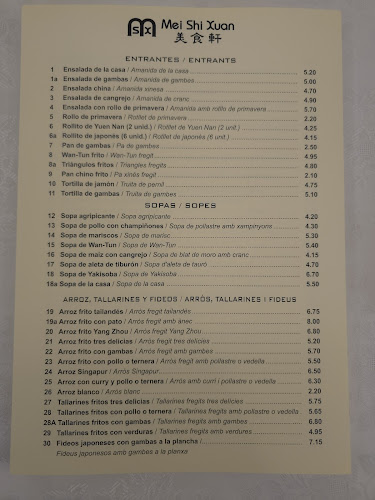 MSX Mei Shi Xuan
美食軒
ENTRANTES / ENTRANTS
1 Ensalada de la casa / Amanida de la casa 5.20
1a Ensalada de gambas / Amanida de gambas 5.00
2 Ensalada china / Amanida xinesa 4.70
3 Ensalada de cangrejo / Amanida de cranc 4.90
4 Ensalada con rollo de primavera / Amanida amb rotllo de primavera 5.70
5 Rollo de primavera / Rotllet de primavera 2.20
6 Rollito de Yuen Nan (2 unid.) / Rotllet de Yuen Nan (2 unit.) 4.25
6a Rollito de japonés (6 unid.) / Rotllet de japonès (6 unit.) 4.15
7 Pan de gambas / Pa de gambes 2.50
8 Wan-Tun frito / Wan-Tun fregit 3.95
8a Triángulos fritos / Triangles fregits 4.80
9 Pan chino frito / Pa xinès fregit 2.10
10 Tortilla de jamón / Truita de pernil 4.75
11 Tortilla de gambas / Truita de gambes 5.10
SOPAS / SOPES
12 Sopa agripicante / Sopa agripicante 4.20
13 Sopa de pollo con champiñones / Sopa de pollastre amb xampinyons 4.30
14 Sopa de mariscos / Sopa de marisc 5.30
15 Sopa de Wan-Tun / Sopa de Wan-Tun 5.40
16 Sopa de maíz con cangrejo / Sopa de blat de moro amb cranc 4.15
17 Sopa de aleta de tiburón / Sopa d'aleta de tauró 4.70
18 Sopa de Yakisoba / Sopa de Yakisoba 6.70
18a Sopa de la casa / Sopa de la casa 5.50
ARROZ, TALLARINES Y FIDEOS / ARRÒS, TALLARINES I FIDEUS
19 Arroz frito tailandés / Arròs fregit tailandès 6.75
19a Arroz frito con pato / Arròs fregit amb ànec 8.00
20 Arroz frito Yang Zhou / Arròs fregit Yang Zhou 6.80
21 Arroz frito tres delicias / Arròs fregit tres delícies 5.20
22 Arroz frito con gambas / Arròs fregit amb gambes 5.70
23 Arroz frito con pollo o ternera / Arròs fregit amb pollastre o vedella 5.50
24 Arroz Singapur / Arròs Singapur 6.50
25 Arroz con curry y pollo o ternera / Arròs amb curri i pollastre o vedella 6.30
26 Arroz blanco / Arròs blanc 2.20
27 Tallarines fritos tres delicias / Tallarines fregits tres delícies 5.75
28 Tallarines fritos con pollo o ternera / Tallarines fregits amb pollastre o vedella 5.65
28A Tallarines fritos con gambas / Tallarines fregits amb gambes 6.80
29 Tallarines fritos con verduras / Tallarines fregits amb verdures 4.95
30 Fideos japoneses con gambas a la plancha / 7.15
Fideus japonesos amb gambes a la planxa